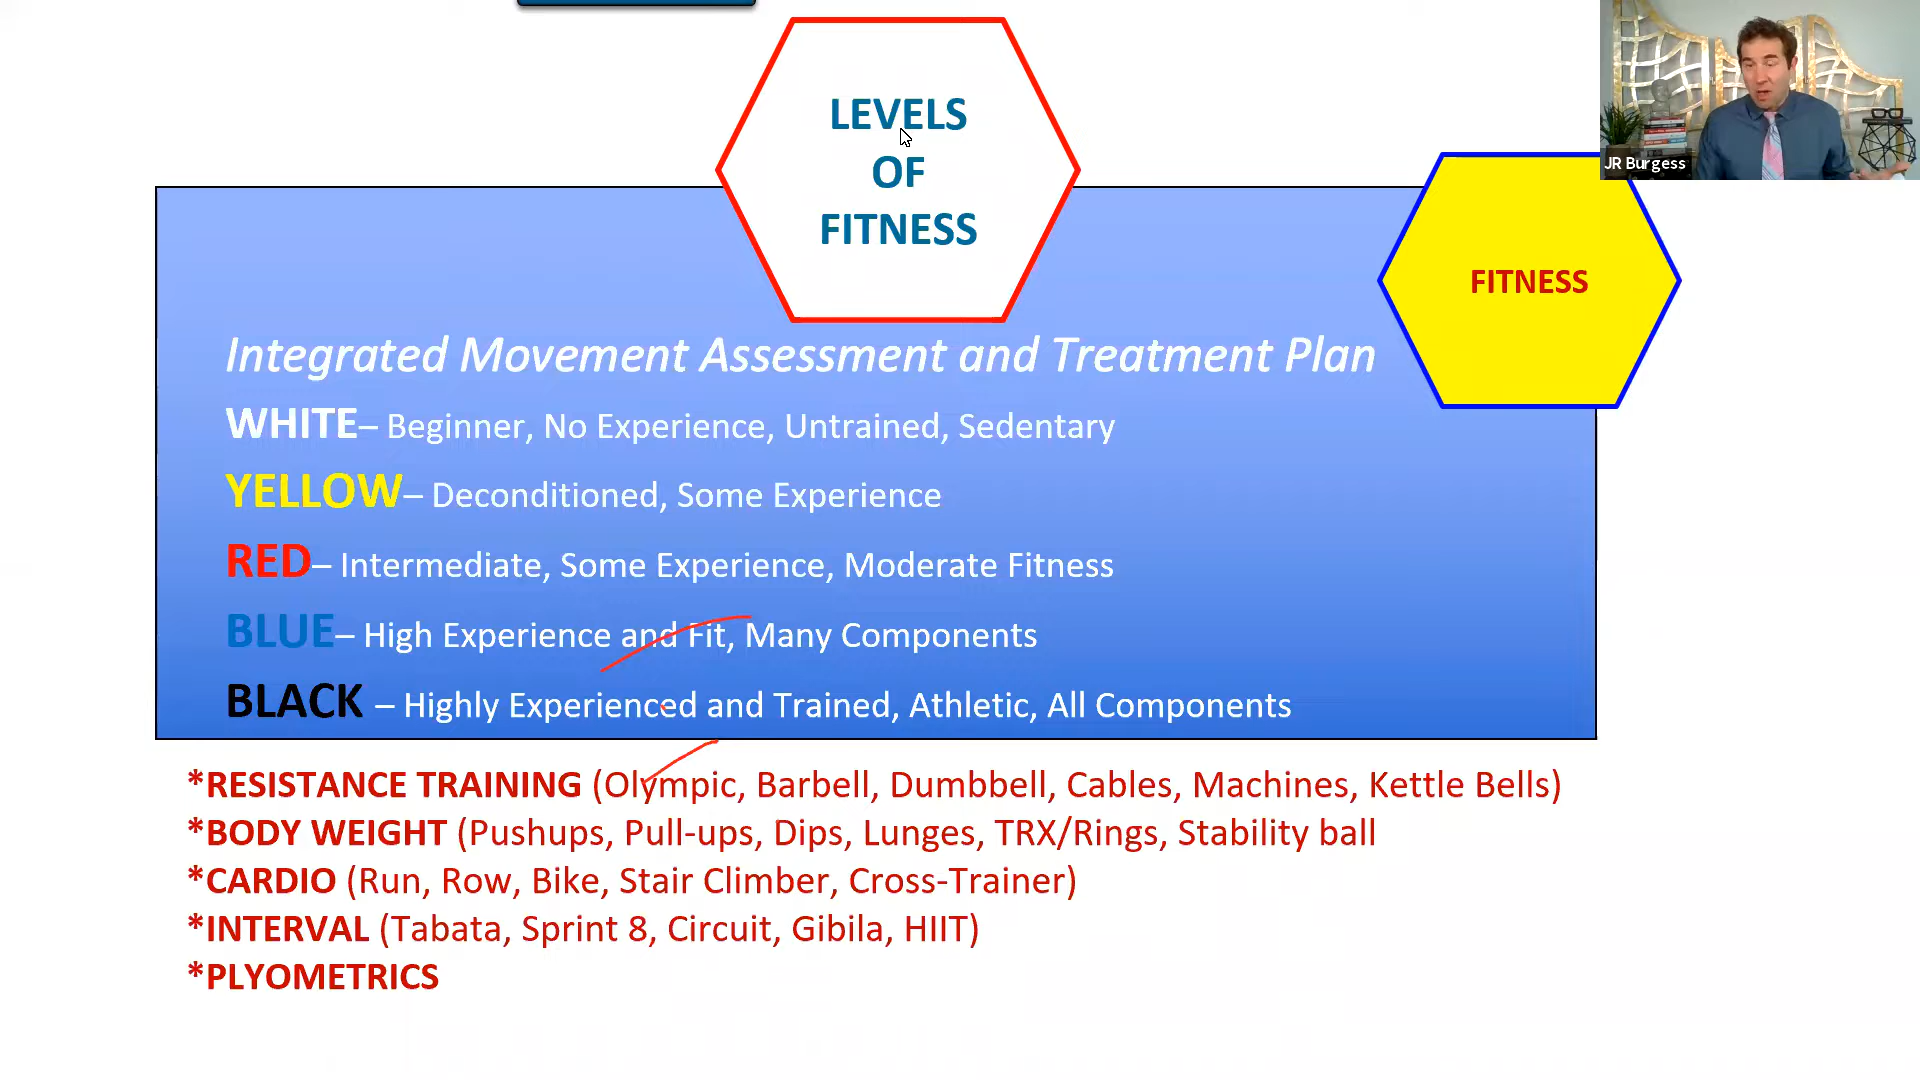 LEVELS
OF
FITNESS
JR Burgess
FITNESS
Integrated Movement Assessment and Treatment Plan
WHITE– Beginner, No Experience, Untrained, Sedentary
YELLOW– Deconditioned, Some Experience
RED– Intermediate, Some Experience, Moderate Fitness
BLUE– High Experience and Fit, Many Components
BLACK – Highly Experienced and Trained, Athletic, All Components
*RESISTANCE TRAINING (Olympic, Barbell, Dumbbell, Cables, Machines, Kettle Bells)
*BODY WEIGHT (Pushups, Pull-ups, Dips, Lunges, TRX/Rings, Stability ball
*CARDIO (Run, Row, Bike, Stair Climber, Cross-Trainer)
*INTERVAL (Tabata, Sprint 8, Circuit, Gibila, HIIT)
*PLYOMETRICS